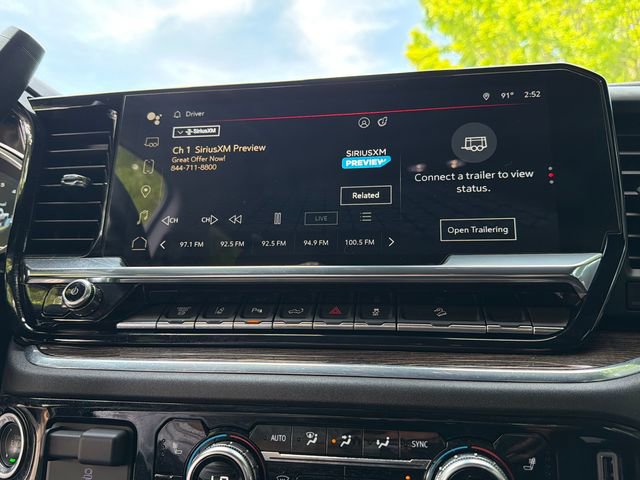 Driver
91° 2:52
SiriusXM
Ch 1 SiriusXM Preview
Great Offer Now!
844-711-8800
SIRIUSXM
PREVIEW
Related
Connect a trailer to view
status.
CH CH LIVE
Open Trailering
97.1 FM 92.5 FM 92.5 FM 94.9 FM 100.5 FM
AUTO SYNC